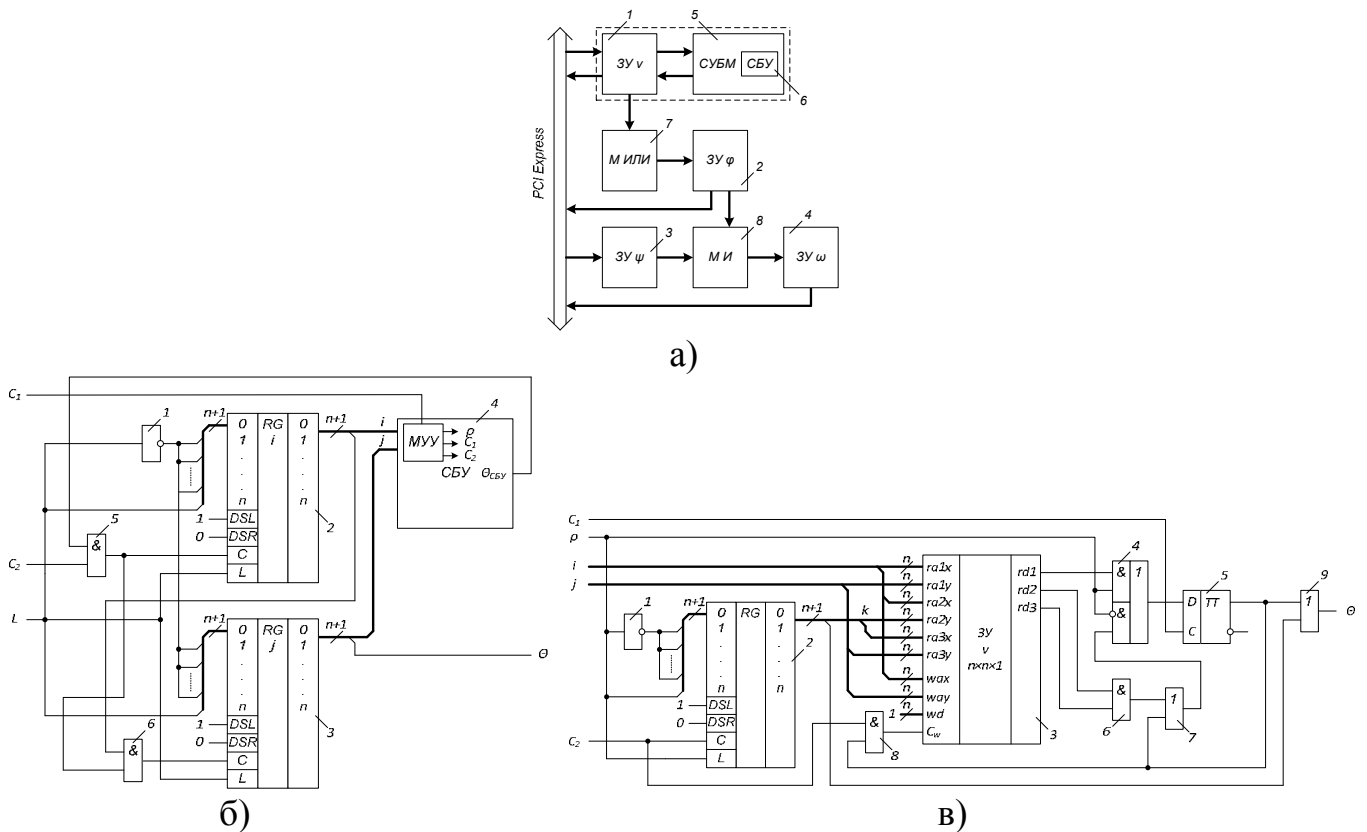 1
5
ЗУ ν
СУБМ
СБУ
6
7
PCI Express
М ИЛИ
ЗУ φ
2
4
3
8
ЗУ ψ
М И
ЗУ ω
а)
C₁
1
n+1
0
RG
0
n+1
1
i
1
.
.
.
.
.
.
n
n
1
DSL
0
DSR
C
L
2
i
j
4
МУУ
ρ
C₁
C₂
СБУ
Θ_СБУ
5
&
C₂
L
n+1
0
RG
0
n+1
1
j
1
.
.
.
.
.
.
n
n
Θ
6
&
1
DSL
0
DSR
C
L
3
б)
C₁
ρ
i
j
n
ra1x
n
ra1y
n
ra2x
n
ra2y
n
ra3x
n
ra3y
n
wax
n
way
n
1
wd
C_w
rd1
rd2
rd3
ЗУ
ν
n×n×1
3
4
&
1
&
5
D
TT
C
9
1
Θ
1
n+1
0
RG
0
n+1
k
1
1
.
.
.
.
.
.
n
n
2
1
DSL
0
DSR
C₂
C
L
&
8
&
6
1
7
в)